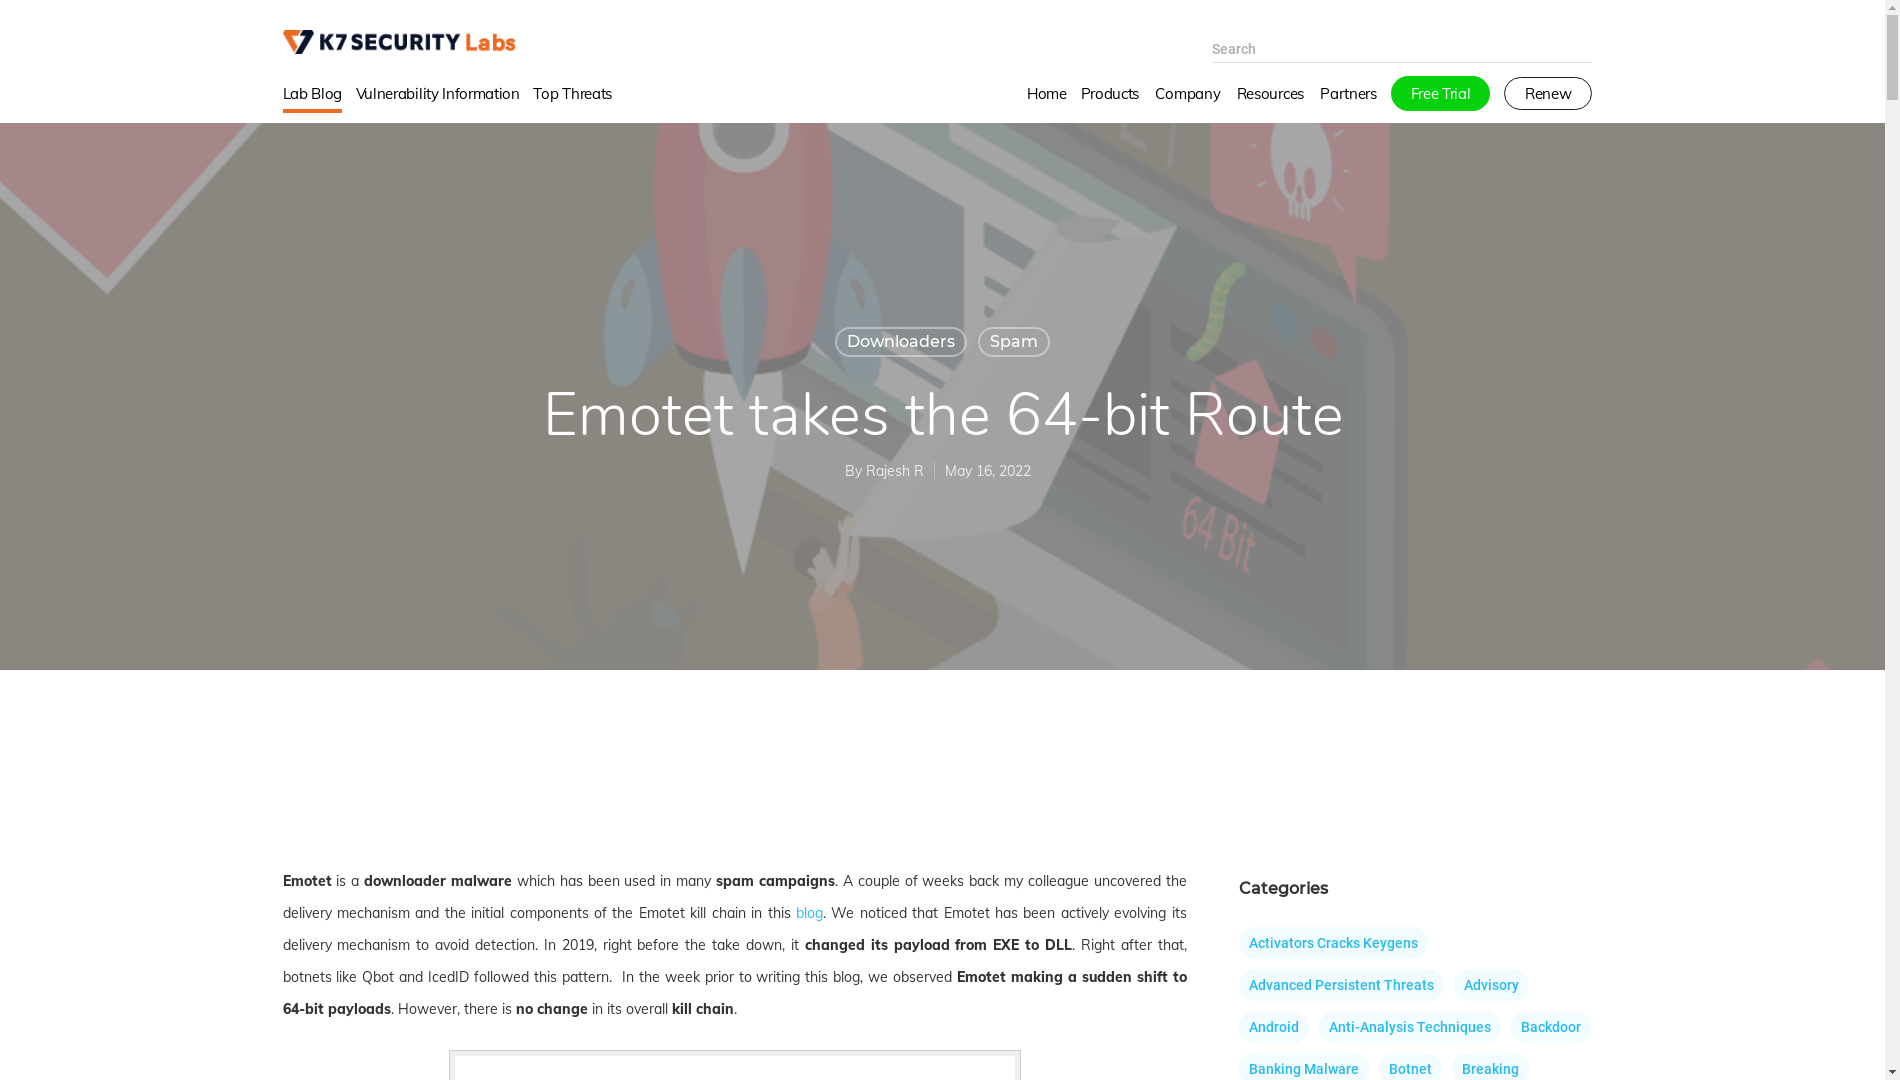 K7 SECURITY Labs
Search
Lab Blog Vulnerability Information Top Threats
Home Products Company Resources Partners Free Trial Renew
Downloaders Spam
Emotet takes the 64-bit Route
By Rajesh R May 16, 2022
64 Bit
Emotet is a downloader malware which has been used in many spam campaigns. A couple of weeks back my colleague uncovered the
delivery mechanism and the initial components of the Emotet kill chain in this blog. We noticed that Emotet has been actively evolving its
delivery mechanism to avoid detection. In 2019, right before the take down, it changed its payload from EXE to DLL. Right after that,
botnets like Qbot and IcedID followed this pattern.  In the week prior to writing this blog, we observed Emotet making a sudden shift to
64-bit payloads. However, there is no change in its overall kill chain.
Categories
Activators Cracks Keygens
Advanced Persistent Threats Advisory
Android Anti-Analysis Techniques Backdoor
Banking Malware Botnet Breaking